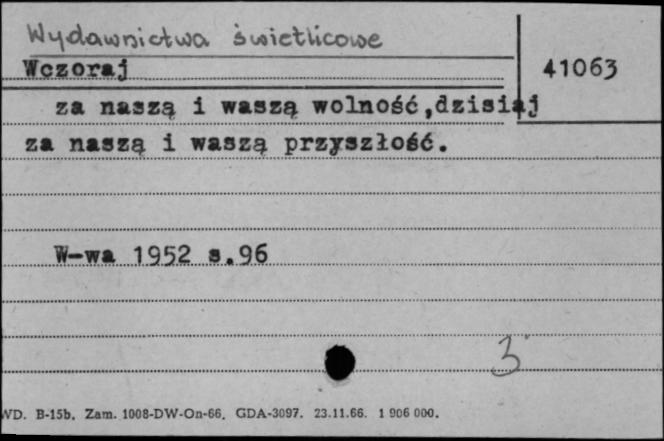 Wydawnictwa świetlicowe
Wczoraj
41063
za naszą i waszą wolność,dzisiaj
za naszą i waszą przyszłość.
W-wa 1952 s.96
3
WD. B-15b. Zam. 1008-DW-On-66. GDA-3097. 23.11.66. 1 906 000.